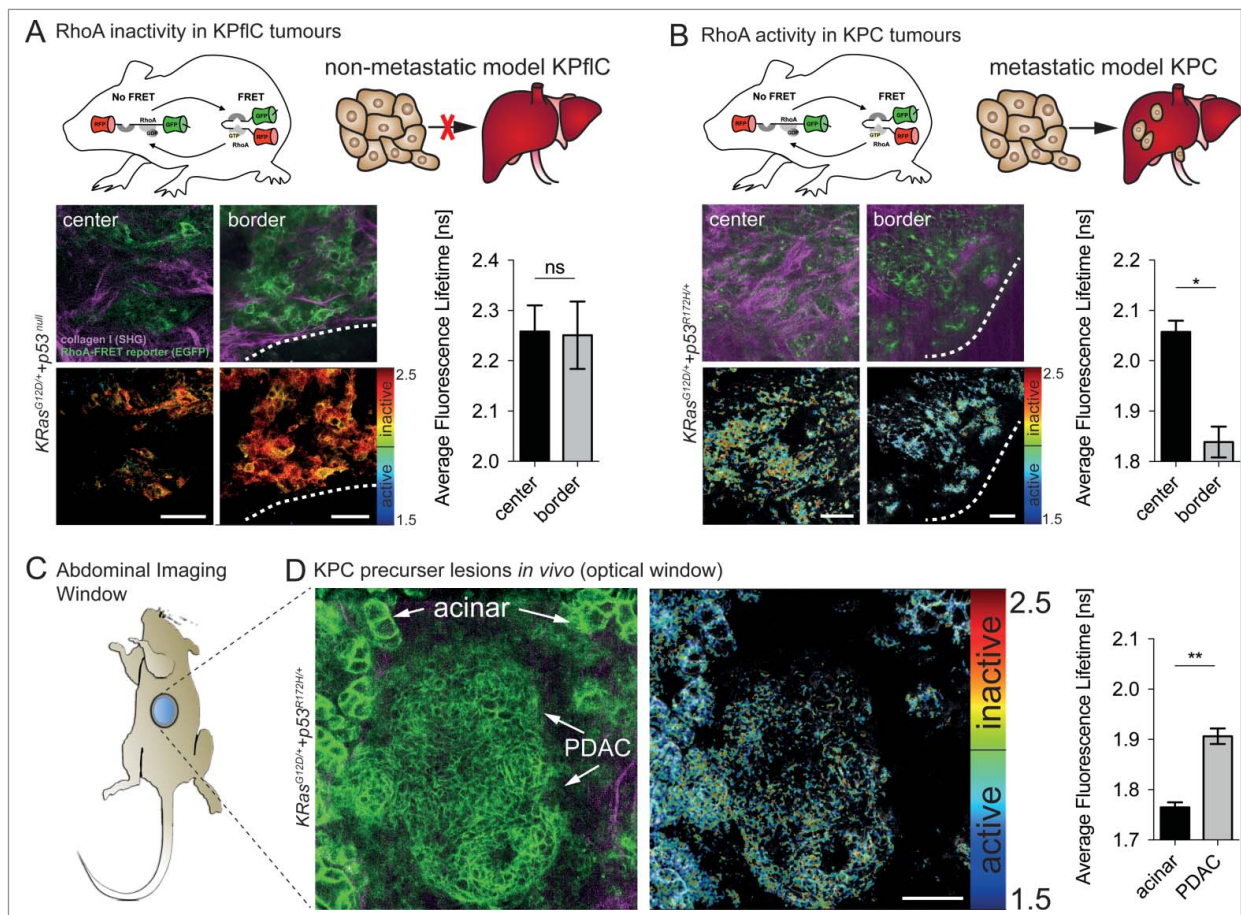 A RhoA inactivity in KPflC tumours
non-metastatic model KPflC
No FRET
FRET
RFP
RhoA
GDP
GFP
GFP
GTP
RFP
RhoA
X
center
border
collagen I (SHG)
RhoA-FRET reporter (EGFP)
KRas^G12D/+ +p53^null
2.5
inactive
active
1.5
Average Fluorescence Lifetime [ns]
2.4
2.3
2.2
2.1
2.0
ns
center
border
B RhoA activity in KPC tumours
metastatic model KPC
No FRET
FRET
RFP
RhoA
GDP
GFP
GFP
GTP
RFP
RhoA
center
border
KRas^G12D/+ +p53^R172H/+
2.5
inactive
active
1.5
Average Fluorescence Lifetime [ns]
2.2
2.1
2.0
1.9
1.8
*
center
border
C Abdominal Imaging
Window
D KPC precurser lesions in vivo (optical window)
KRas^G12D/+ +p53^R172H/+
acinar
PDAC
2.5
inactive
active
1.5
Average Fluorescence Lifetime [ns]
2.1
2.0
1.9
1.8
1.7
**
acinar
PDAC